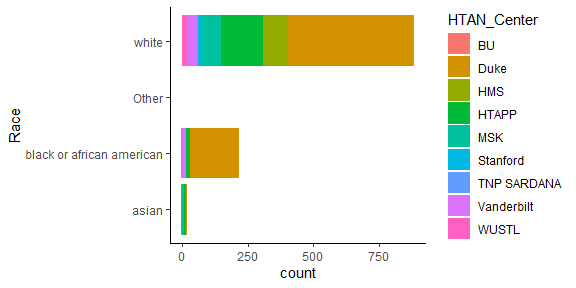 HTAN_Center
BU
Duke
HMS
HTAPP
MSK
Stanford
TNP SARDANA
Vanderbilt
WUSTL
Race
white
Other
black or african american
asian
0
250
500
750
count